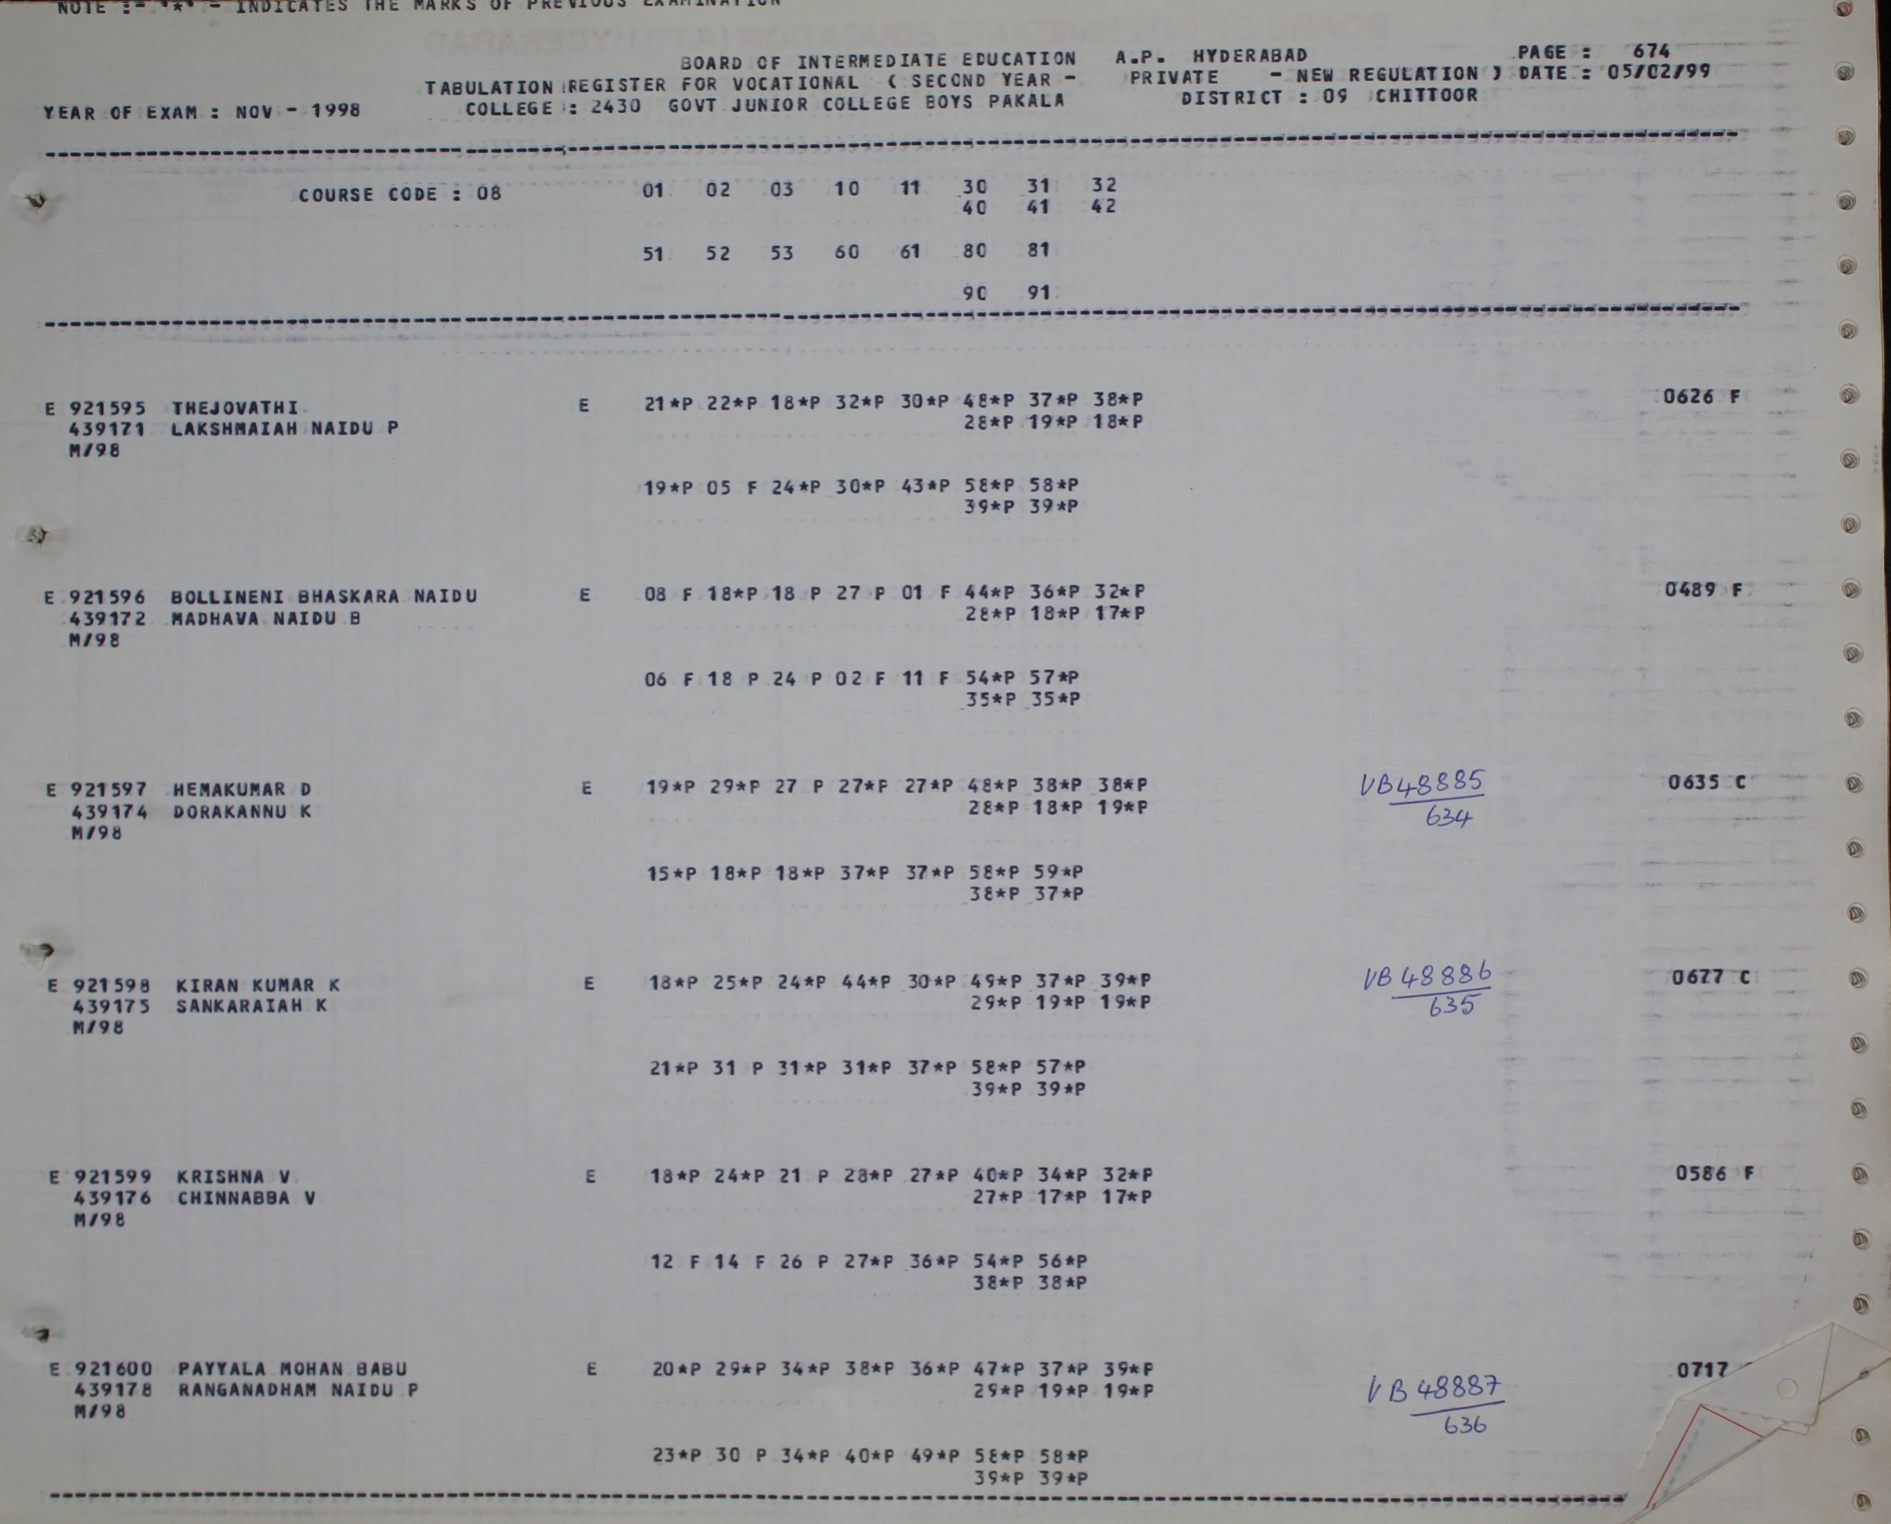 NOTE :- '*' - INDICATES THE MARKS OF PREVIOUS EXAMINATION
BOARD OF INTERMEDIATE EDUCATION A.P. HYDERABAD PAGE : 674
TABULATION REGISTER FOR VOCATIONAL ( SECOND YEAR - PRIVATE - NEW REGULATION ) DATE : 05/02/99
YEAR OF EXAM : NOV - 1998 COLLEGE : 2430 GOVT JUNIOR COLLEGE BOYS PAKALA DISTRICT : 09 CHITTOOR
COURSE CODE : 08 01 02 03 10 11 30 31 32
40 41 42
51 52 53 60 61 80 81
90 91
E 921595 THEJOVATHI E 21*P 22*P 18*P 32*P 30*P 48*P 37*P 38*P 0626 F
439171 LAKSHMAIAH NAIDU P 28*P 19*P 18*P
M/98
19*P 05 F 24*P 30*P 43*P 58*P 58*P
39*P 39*P
E 921596 BOLLINENI BHASKARA NAIDU E 08 F 18*P 18 P 27 P 01 F 44*P 36*P 32*P 0489 F
439172 MADHAVA NAIDU B 28*P 18*P 17*P
M/98
06 F 18 P 24 P 02 F 11 F 54*P 57*P
35*P 35*P
E 921597 HEMAKUMAR D E 19*P 29*P 27 P 27*P 27*P 48*P 38*P 38*P VB48885 0635 C
439174 DORAKANNU K 28*P 18*P 19*P 634
M/98
15*P 18*P 18*P 37*P 37*P 58*P 59*P
38*P 37*P
E 921598 KIRAN KUMAR K E 18*P 25*P 24*P 44*P 30*P 49*P 37*P 39*P VB48886 0677 C
439175 SANKARAIAH K 29*P 19*P 19*P 635
M/98
21*P 31 P 31*P 31*P 37*P 58*P 57*P
39*P 39*P
E 921599 KRISHNA V E 18*P 24*P 21 P 28*P 27*P 40*P 34*P 32*P 0586 F
439176 CHINNABBA V 27*P 17*P 17*P
M/98
12 F 14 F 26 P 27*P 36*P 54*P 56*P
38*P 38*P
E 921600 PAYYALA MOHAN BABU E 20*P 29*P 34*P 38*P 36*P 47*P 37*P 39*P 0717
439178 RANGANADHAM NAIDU P 29*P 19*P 19*P VB48887
M/98 636
23*P 30 P 34*P 40*P 49*P 58*P 58*P
39*P 39*P